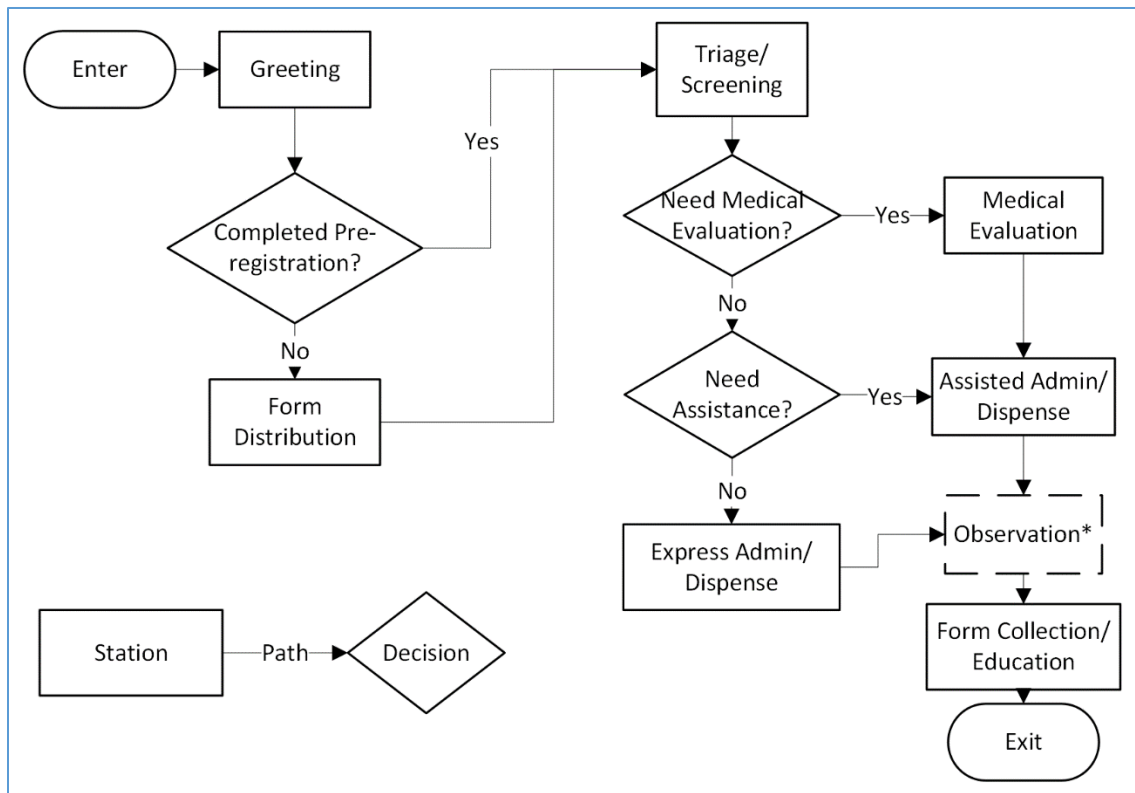 Enter
Greeting
Completed Pre-
registration?
Yes
No
Form
Distribution
Triage/
Screening
Need Medical
Evaluation?
Yes
Medical
Evaluation
No
Need
Assistance?
Yes
Assisted Admin/
Dispense
No
Express Admin/
Dispense
Observation*
Form Collection/
Education
Exit
Station
Path
Decision